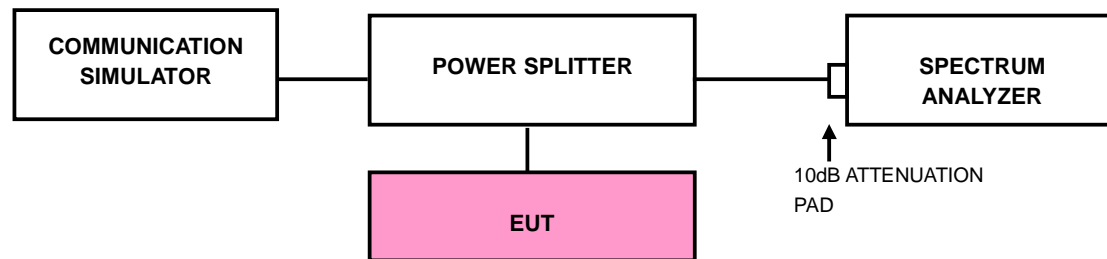 COMMUNICATION
SIMULATOR
POWER SPLITTER
SPECTRUM
ANALYZER
10dB ATTENUATION
PAD
EUT